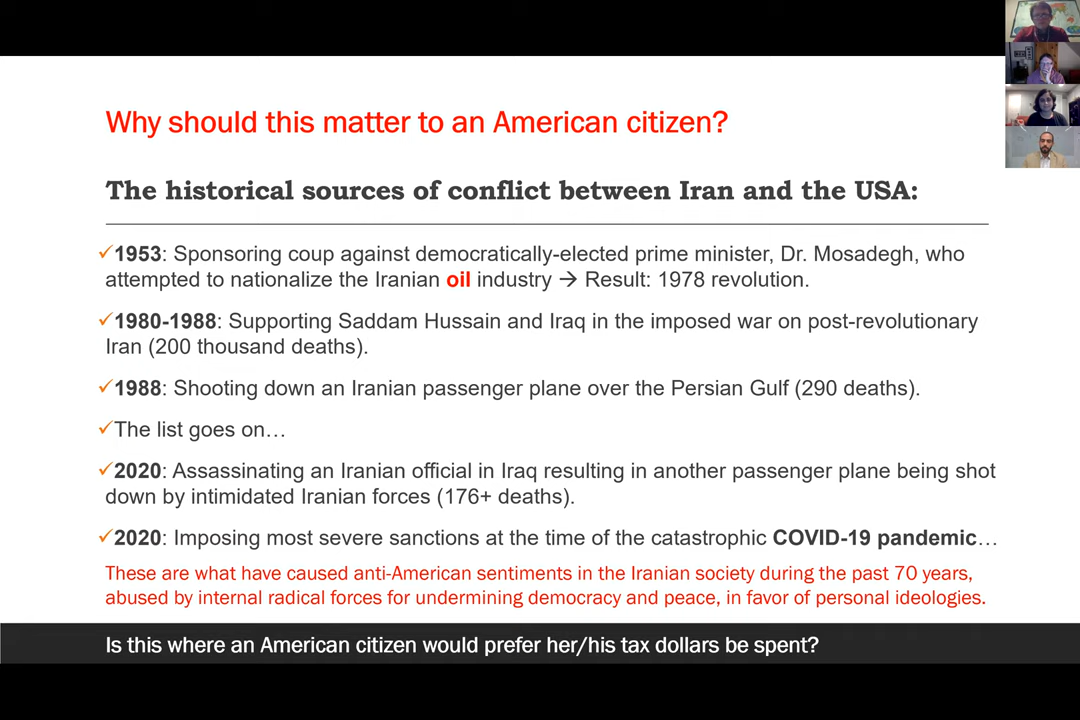 Why should this matter to an American citizen?
The historical sources of conflict between Iran and the USA:
✓1953: Sponsoring coup against democratically-elected prime minister, Dr. Mosadegh, who
attempted to nationalize the Iranian oil industry → Result: 1978 revolution.
✓1980-1988: Supporting Saddam Hussain and Iraq in the imposed war on post-revolutionary
Iran (200 thousand deaths).
✓1988: Shooting down an Iranian passenger plane over the Persian Gulf (290 deaths).
✓The list goes on…
✓2020: Assassinating an Iranian official in Iraq resulting in another passenger plane being shot
down by intimidated Iranian forces (176+ deaths).
✓2020: Imposing most severe sanctions at the time of the catastrophic COVID-19 pandemic…
These are what have caused anti-American sentiments in the Iranian society during the past 70 years,
abused by internal radical forces for undermining democracy and peace, in favor of personal ideologies.
Is this where an American citizen would prefer her/his tax dollars be spent?